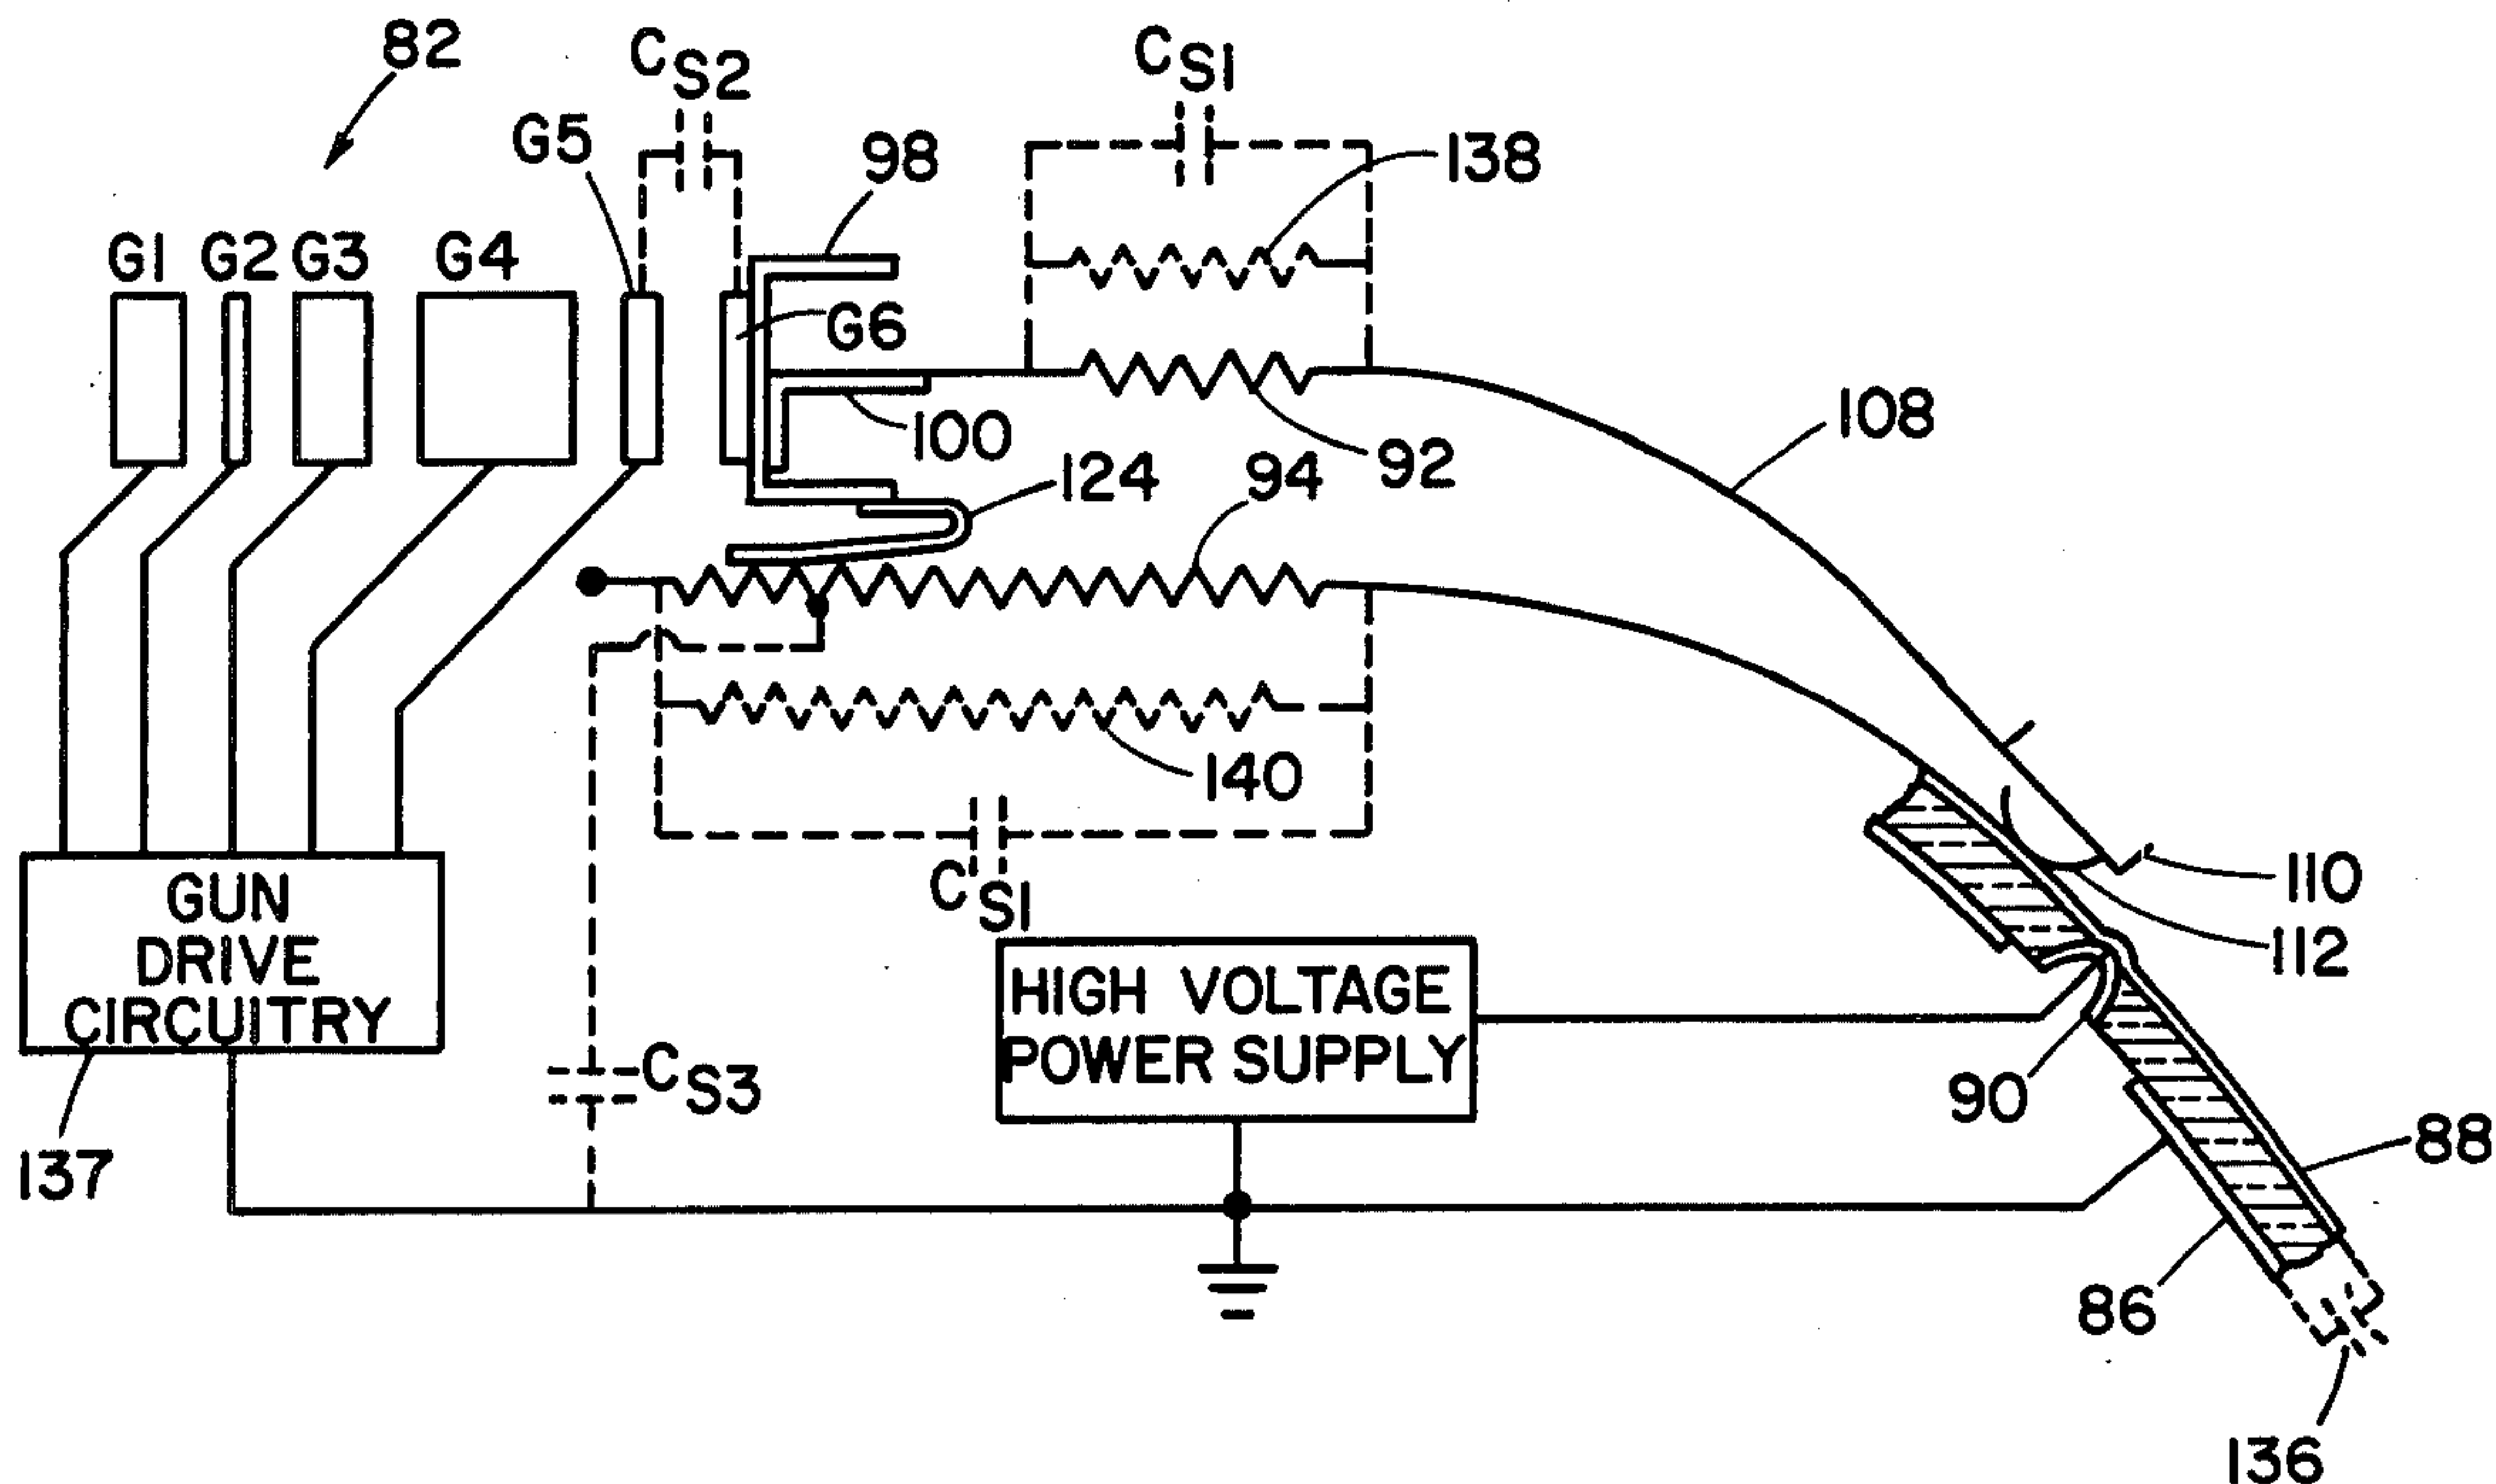 82
CS2
CS1
G5
98
138
G1 G2 G3 G4
G6
100
92
108
124
94
140
CS1
110
112
GUN
DRIVE
CIRCUITRY
HIGH VOLTAGE
POWER SUPPLY
CS3
90
137
88
86
136